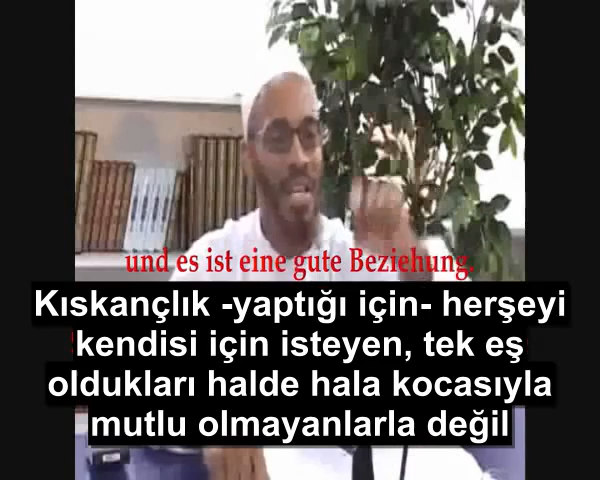 und es ist eine gute Beziehung.
Kıskançlık -yaptığı için- herşeyi
kendisi için isteyen, tek eş
oldukları halde hala kocasıyla
mutlu olmayanlarla değil